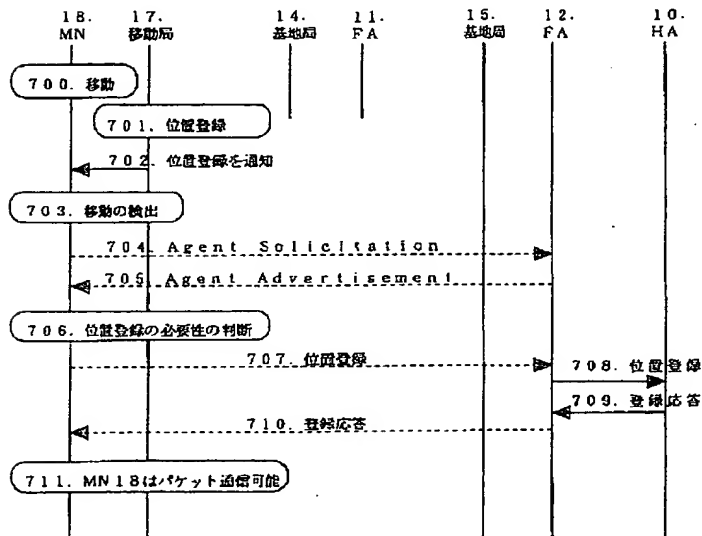 18. 17. 14. 11. 15. 12. 10.
MN 移動局 基地局 FA 基地局 FA HA
700. 移動
701. 位置登録
702. 位置登録を通知
703. 移動の検出
704. Agent Solicitation
705. Agent Advertisement
706. 位置登録の必要性の判断
707. 位置登録
708. 位置登録
709. 登録応答
710. 登録応答
711. MN18はパケット通信可能